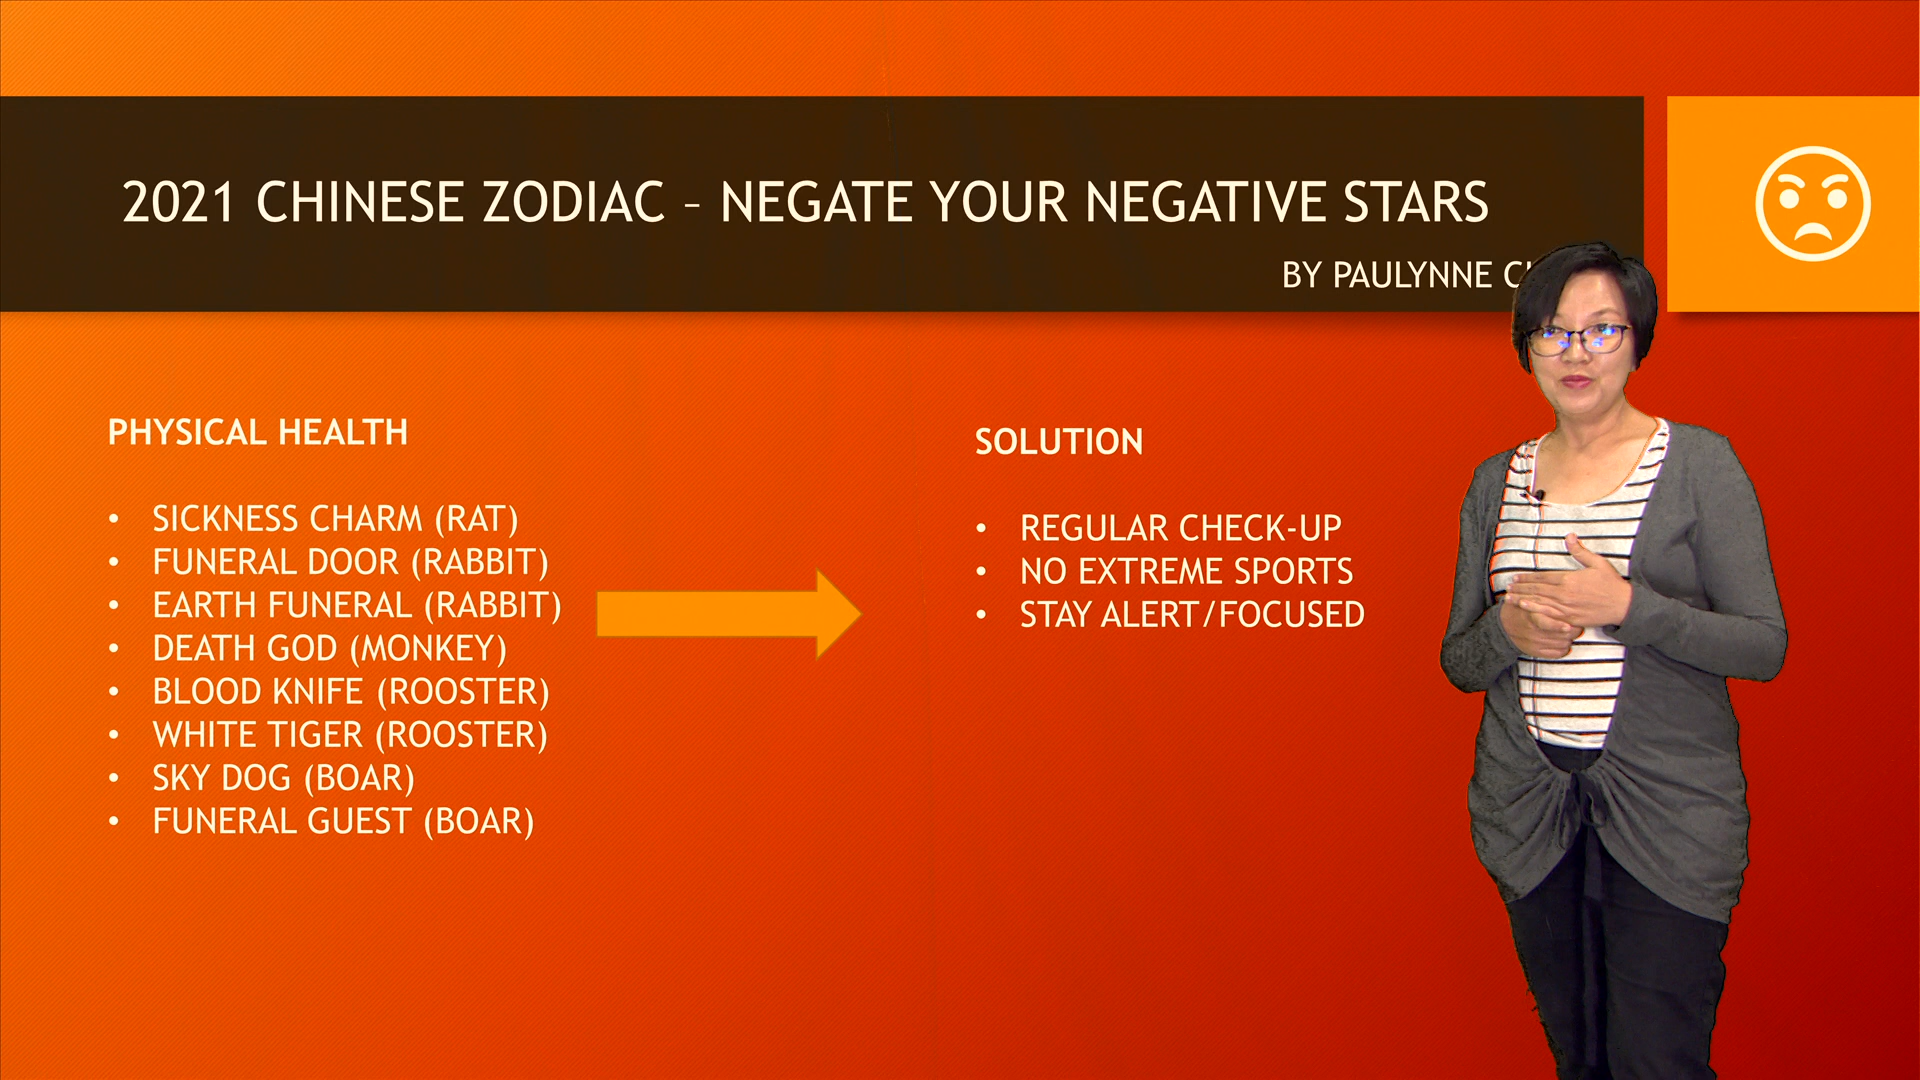 2021 CHINESE ZODIAC – NEGATE YOUR NEGATIVE STARS
BY PAULYNNE
PHYSICAL HEALTH
• SICKNESS CHARM (RAT)
• FUNERAL DOOR (RABBIT)
• EARTH FUNERAL (RABBIT)
• DEATH GOD (MONKEY)
• BLOOD KNIFE (ROOSTER)
• WHITE TIGER (ROOSTER)
• SKY DOG (BOAR)
• FUNERAL GUEST (BOAR)
SOLUTION
• REGULAR CHECK-UP
• NO EXTREME SPORTS
• STAY ALERT/FOCUSED